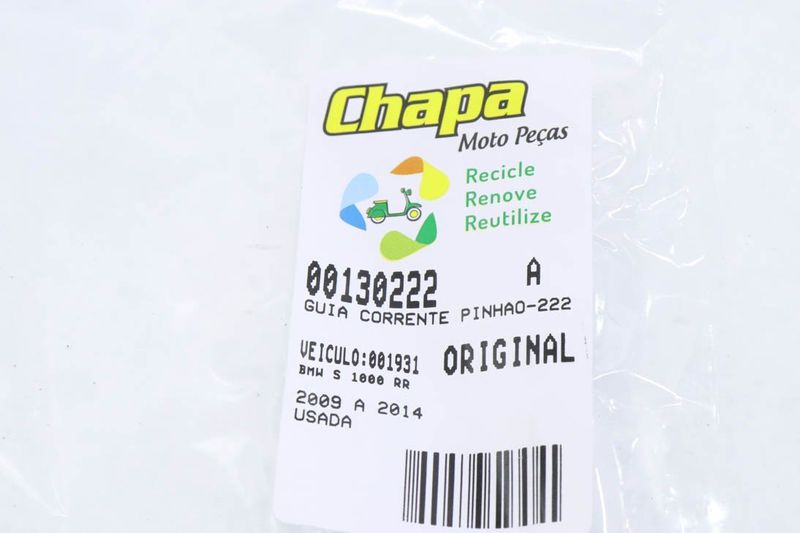 Chapa
Moto Peças
Recicle
Renove
Reutilize
00130222 A
GUIA CORRENTE PINHAO-222
VEICULO:001931 ORIGINAL
BMW S 1000 RR
2009 A 2014
USADA